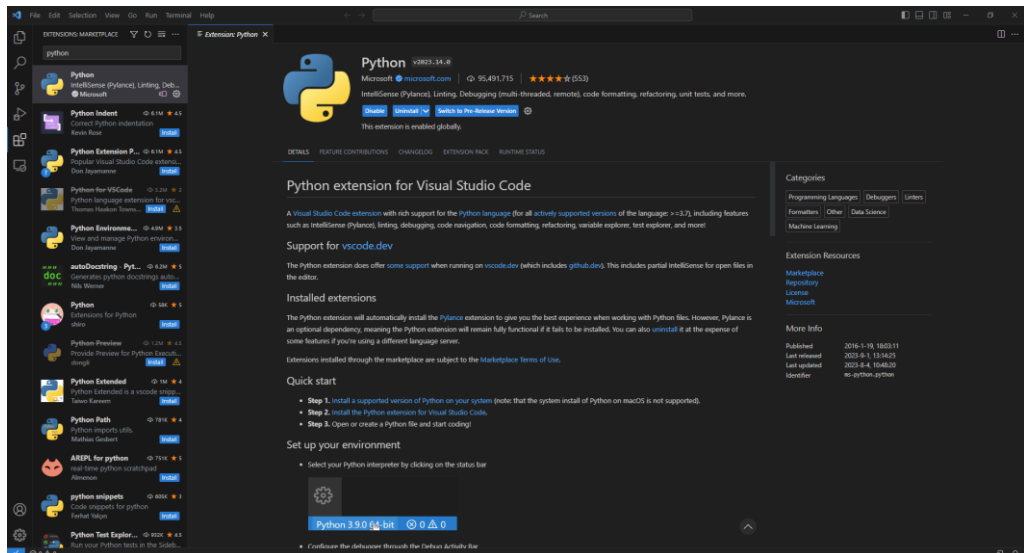 File Edit Selection View Go Run Terminal Help
Search
EXTENSIONS: MARKETPLACE
python
Python
IntelliSense (Pylance), Linting, Deb...
Microsoft
Python Indent 6.1M 4.5
Correct Python indentation
Kevin Rose Install
Python Extension P... 6.1M 4.5
Popular Visual Studio Code extensi...
Don Jayamanne Install
Python for VSCode 5.2M 2
Python language extension for vsc...
Thomas Haakon Towns... Install
Python Environme... 4.9M 3.5
View and manage Python environ...
Don Jayamanne Install
autoDocstring - Pyt... 6.2M 5
Generates python docstrings auto...
Nils Werner Install
Python 58K 5
Extensions for Python
shiro Install
Python Preview 1.2M 4.5
Provide Preview for Python Executi...
dongli Install
Python Extended 1M 4
Python Extended is a vscode snipp...
Taiwo Kareem Install
Python Path 781K 4
Python imports utils.
Mathias Gesbert Install
AREPL for python 751K 5
real-time python scratchpad
Almenon Install
python snippets 605K 3
Code snippets for python
Ferhat Yalçın Install
Python Test Explor... 902K 4.5
Run your Python tests in the Sideb...
Extension: Python
Python v2023.14.0
Microsoft microsoft.com 95,491,715 (553)
IntelliSense (Pylance), Linting, Debugging (multi-threaded, remote), code formatting, refactoring, unit tests, and more.
Disable Uninstall Switch to Pre-Release Version
This extension is enabled globally.
DETAILS FEATURE CONTRIBUTIONS CHANGELOG EXTENSION PACK RUNTIME STATUS
Python extension for Visual Studio Code
A Visual Studio Code extension with rich support for the Python language (for all actively supported versions of the language: >=3.7), including features
such as IntelliSense (Pylance), linting, debugging, code navigation, code formatting, refactoring, variable explorer, test explorer, and more!
Support for vscode.dev
The Python extension does offer some support when running on vscode.dev (which includes github.dev). This includes partial IntelliSense for open files in
the editor.
Installed extensions
The Python extension will automatically install the Pylance extension to give you the best experience when working with Python files. However, Pylance is
an optional dependency, meaning the Python extension will remain fully functional if it fails to be installed. You can also uninstall it at the expense of
some features if you're using a different language server.
Extensions installed through the marketplace are subject to the Marketplace Terms of Use.
Quick start
• Step 1. Install a supported version of Python on your system (note: that the system install of Python on macOS is not supported).
• Step 2. Install the Python extension for Visual Studio Code.
• Step 3. Open or create a Python file and start coding!
Set up your environment
• Select your Python interpreter by clicking on the status bar
Python 3.9.0 64-bit 0 0
• Configure the debugger through the Debug Activity Bar
Categories
Programming Languages Debuggers Linters
Formatters Other Data Science
Machine Learning
Extension Resources
Marketplace
Repository
License
Microsoft
More Info
Published 2016-1-19, 18:03:11
Last released 2023-9-1, 13:14:25
Last updated 2023-8-4, 10:48:20
Identifier ms-python.python